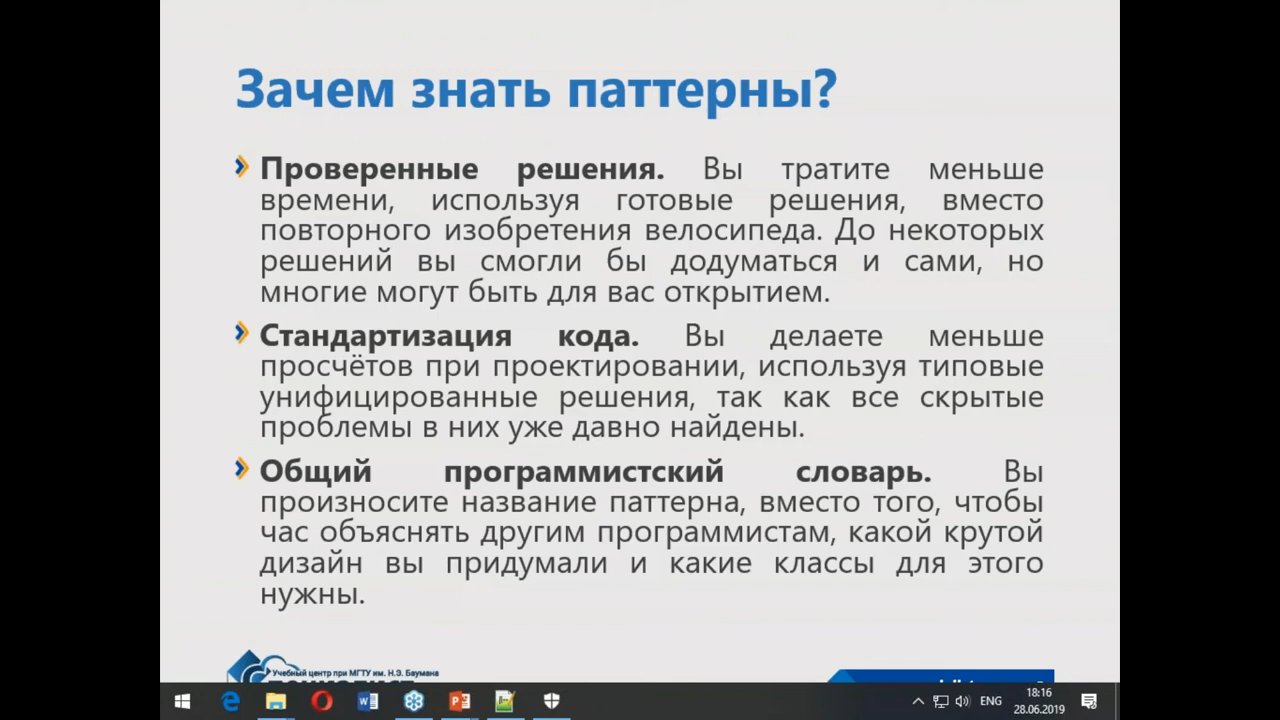 Зачем знать паттерны?
Проверенные решения. Вы тратите меньше
времени, используя готовые решения, вместо
повторного изобретения велосипеда. До некоторых
решений вы смогли бы додуматься и сами, но
многие могут быть для вас открытием.
Стандартизация кода. Вы делаете меньше
просчётов при проектировании, используя типовые
унифицированные решения, так как все скрытые
проблемы в них уже давно найдены.
Общий программистский словарь. Вы
произносите название паттерна, вместо того, чтобы
час объяснять другим программистам, какой крутой
дизайн вы придумали и какие классы для этого
нужны.
Учебный центр при МГТУ им. Н.Э. Баумана
ENG
18:16
28.06.2019